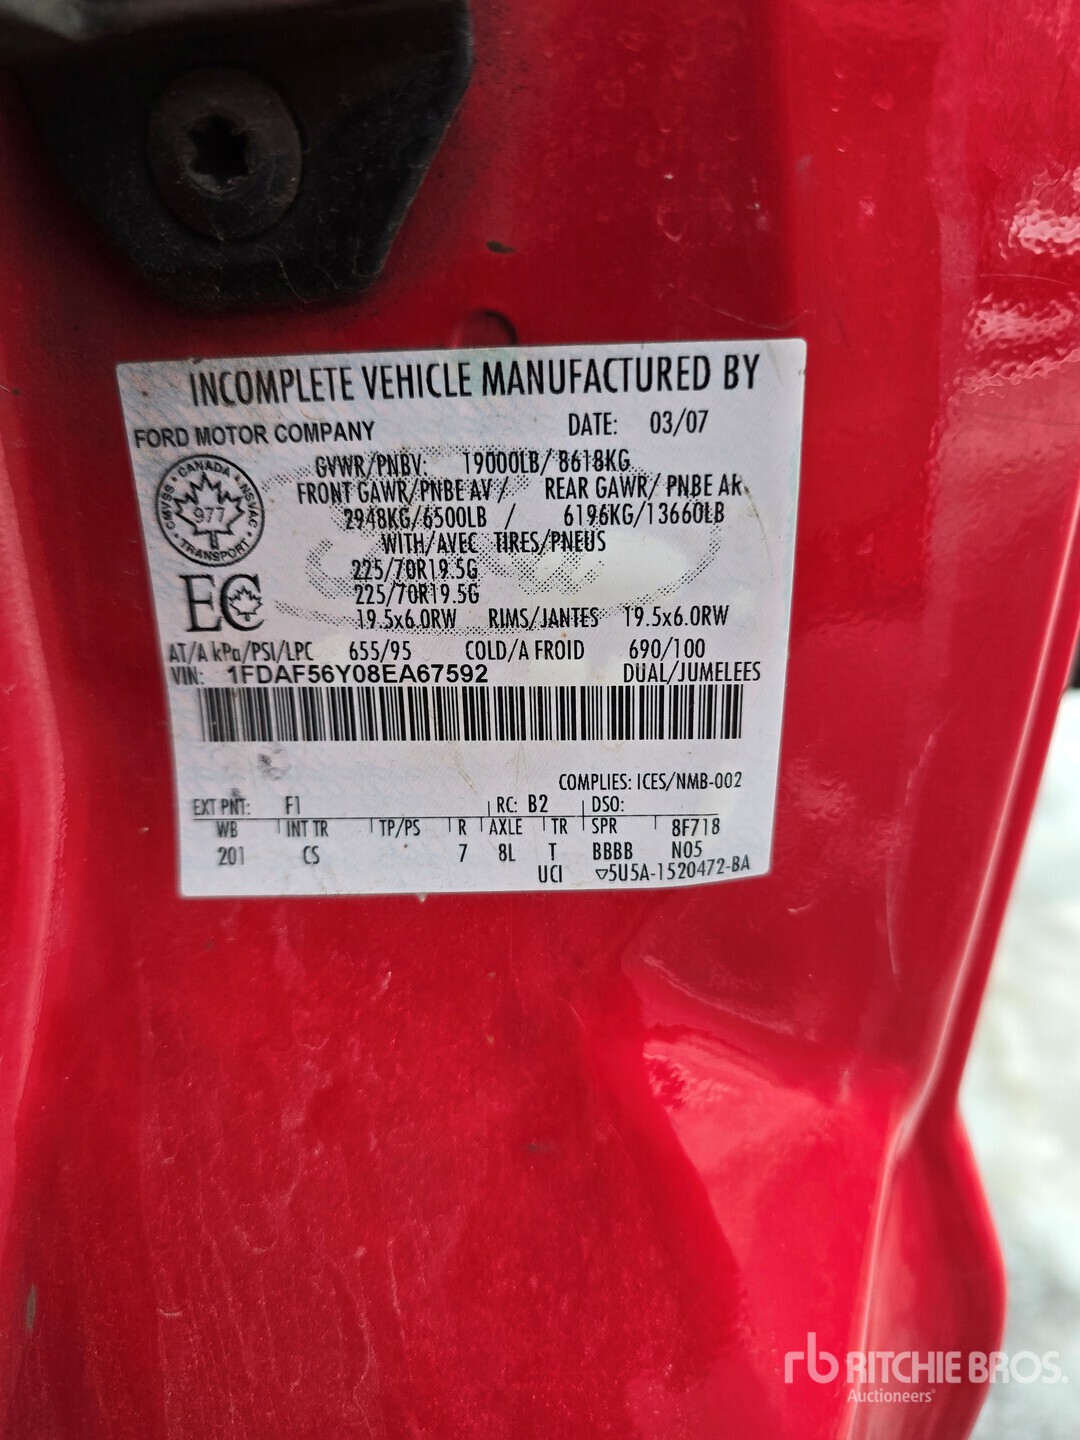 INCOMPLETE VEHICLE MANUFACTURED BY
FORD MOTOR COMPANY DATE: 03/07
GVWR/PNBV: 19000LB/8618KG
FRONT GAWR/PNBE AV / REAR GAWR/ PNBE AR
2948KG/6500LB / 6196KG/13660LB
WITH/AVEC TIRES/PNEUS
225/70R19.5G
225/70R19.5G
19.5x6.0RW RIMS/JANTES 19.5x6.0RW
AT/A kPa/PSI/LPC 655/95 COLD/A FROID 690/100
VIN: 1FDAF56Y08EA67592 DUAL/JUMELEES
CANADA
CMVSS NSVAC
977
TRANSPORT
EC
COMPLIES: ICES/NMB-002
EXT PNT: F1 RC: B2 DSO:
WB INT TR TP/PS R AXLE TR SPR 8F718
201 CS 7 8L T BBBB N05
UCI ▽5U5A-1520472-BA
rb RITCHIE BROS.
Auctioneers